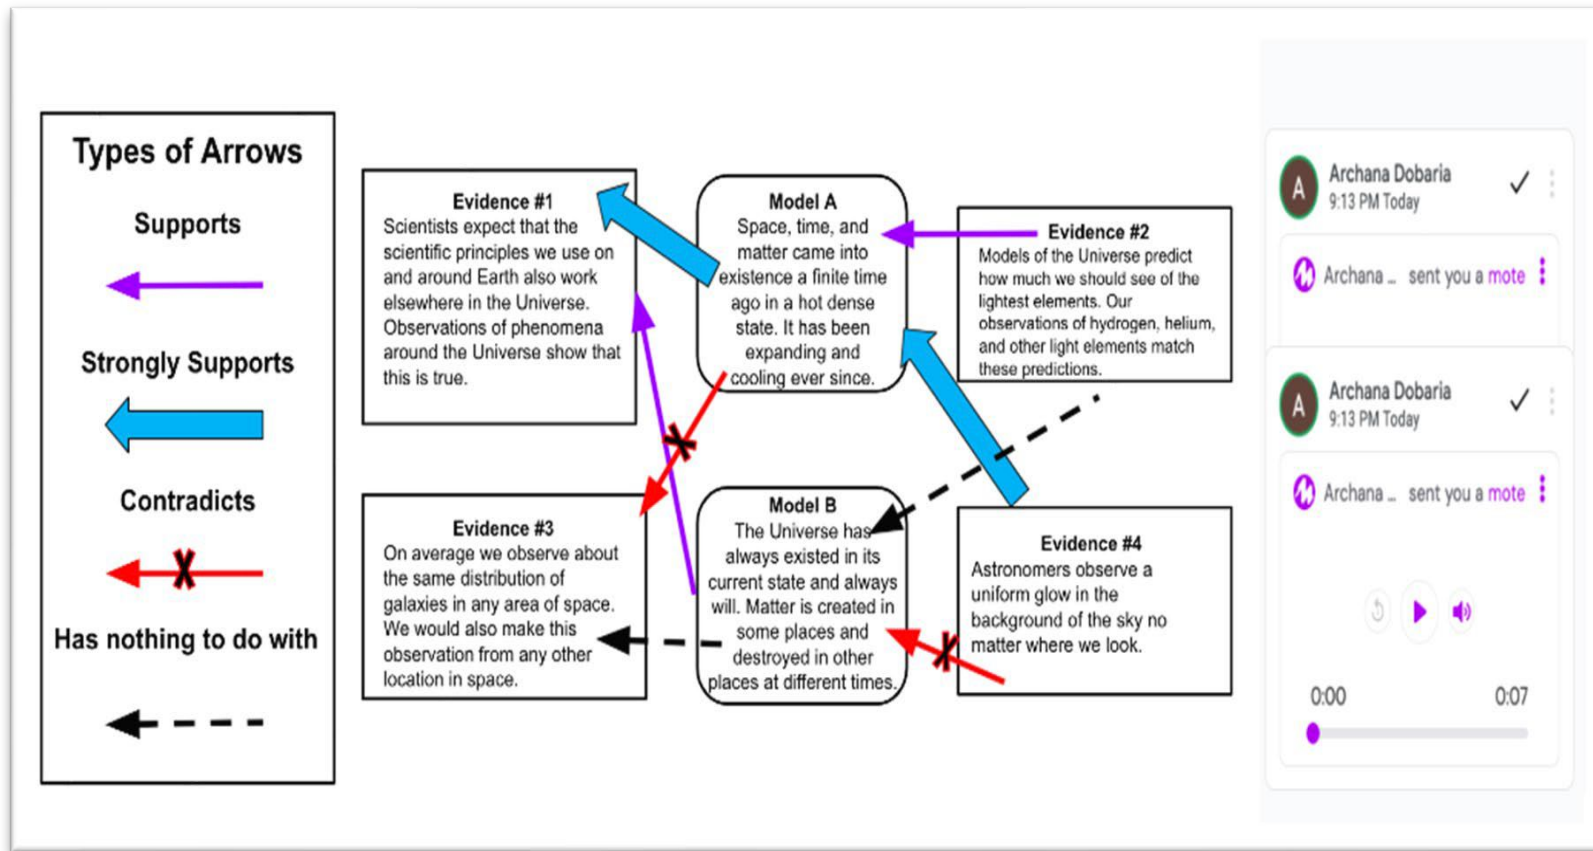 Types of Arrows
Supports
Strongly Supports
Contradicts
Has nothing to do with
Evidence #1
Scientists expect that the
scientific principles we use on
and around Earth also work
elsewhere in the Universe.
Observations of phenomena
around the Universe show that
this is true.
Evidence #3
On average we observe about
the same distribution of
galaxies in any area of space.
We would also make this
observation from any other
location in space.
Model A
Space, time, and
matter came into
existence a finite time
ago in a hot dense
state. It has been
expanding and
cooling ever since.
Model B
The Universe has
always existed in its
current state and always
will. Matter is created in
some places and
destroyed in other
places at different times.
Evidence #2
Models of the Universe predict
how much we should see of the
lightest elements. Our
observations of hydrogen, helium,
and other light elements match
these predictions.
Evidence #4
Astronomers observe a
uniform glow in the
background of the sky no
matter where we look.
A
Archana Dobaria
9:13 PM Today
Archana ... sent you a mote
A
Archana Dobaria
9:13 PM Today
Archana ... sent you a mote
0:00 0:07